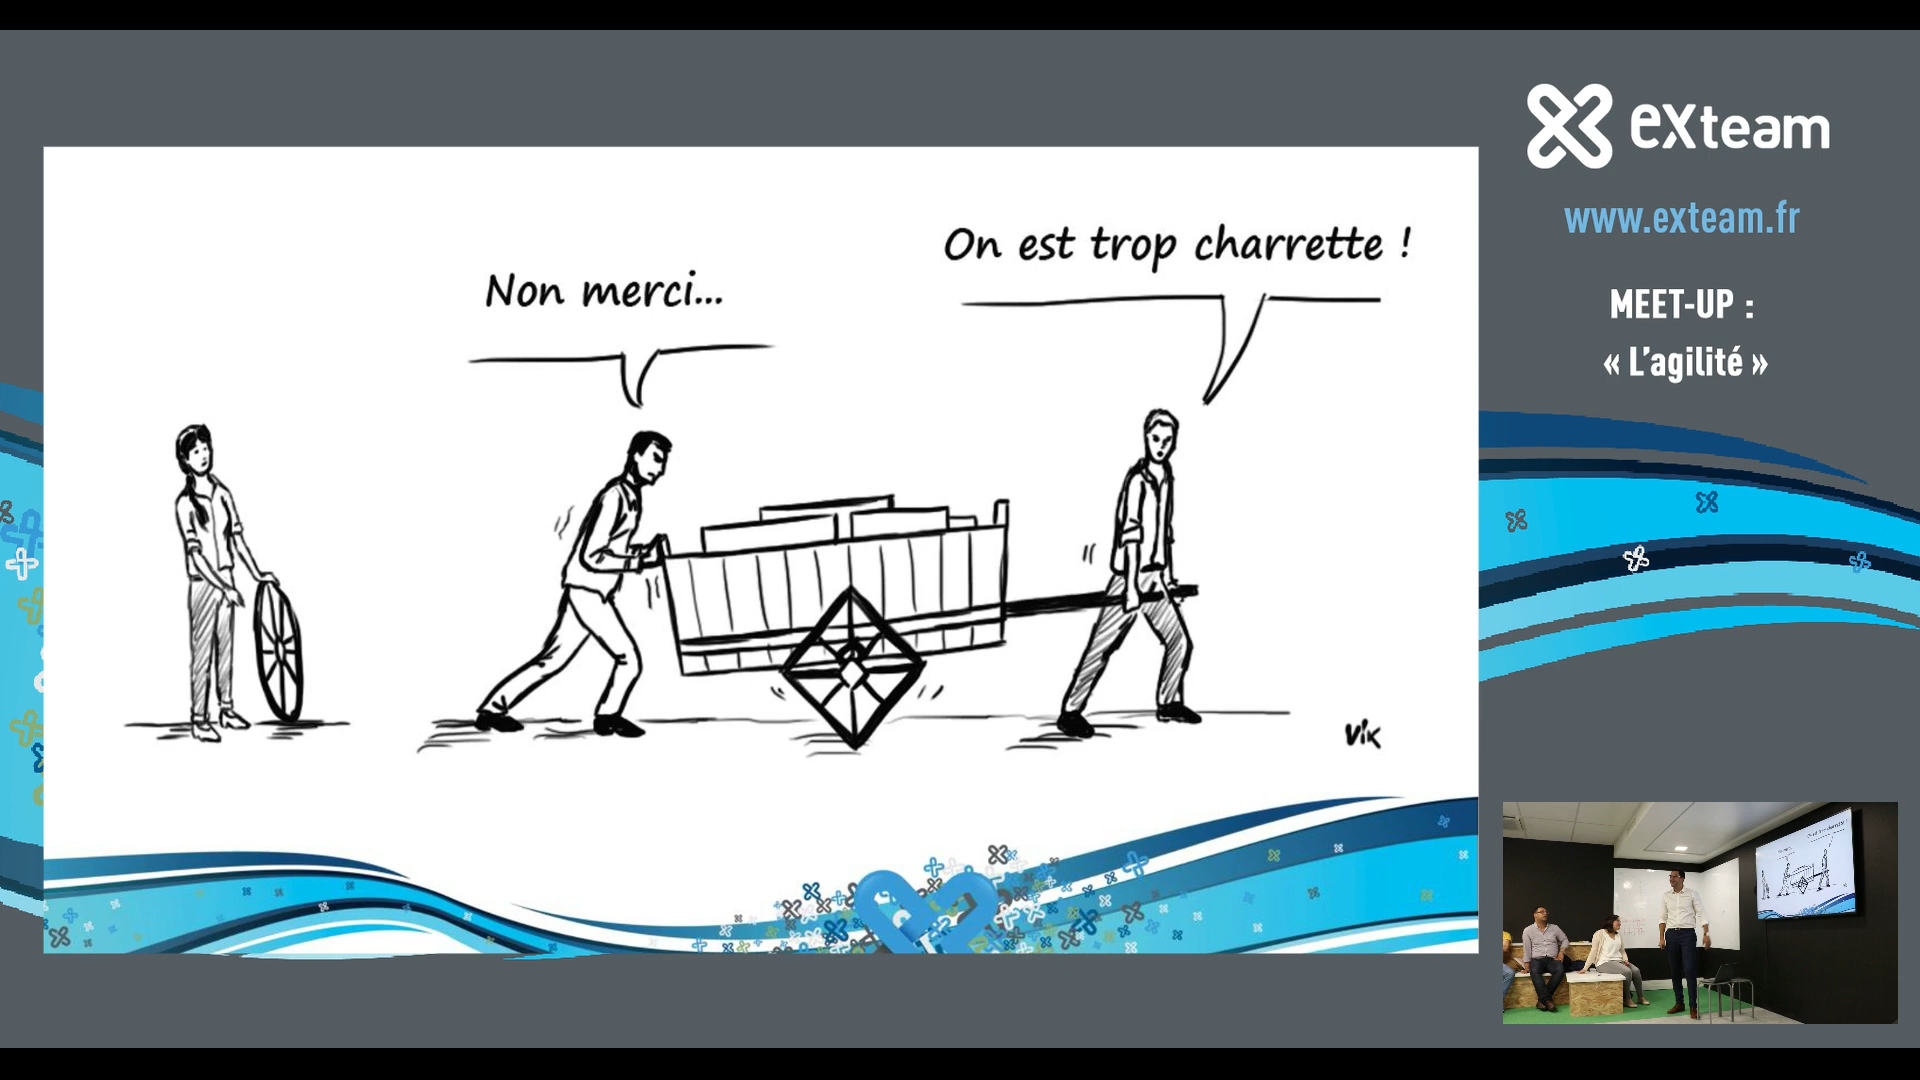 Non merci...
On est trop charrette !
Vik
eXteam
www.exteam.fr
MEET-UP :
« L'agilité »